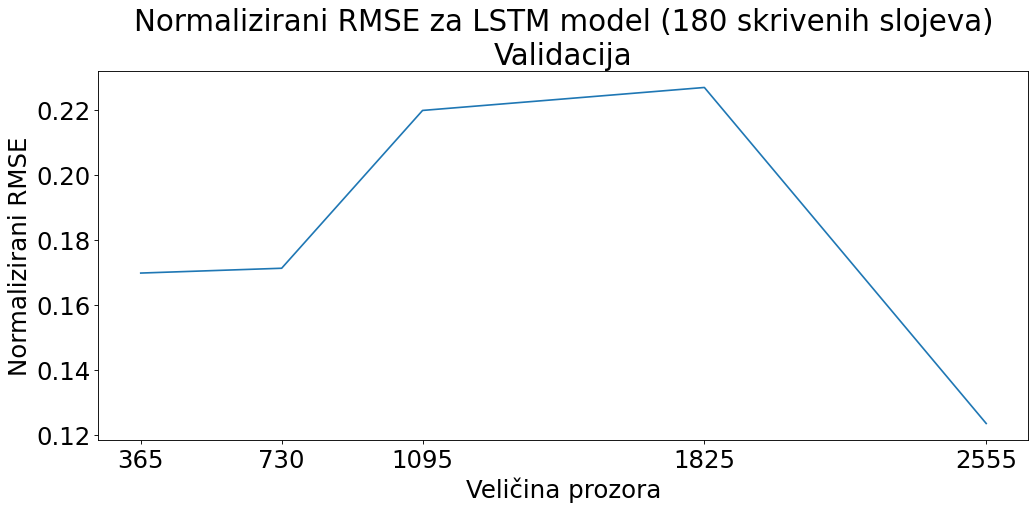 Normalizirani RMSE za LSTM model (180 skrivenih slojeva)
Validacija
Normalizirani RMSE
0.22
0.20
0.18
0.16
0.14
0.12
365 730 1095 1825 2555
Veličina prozora